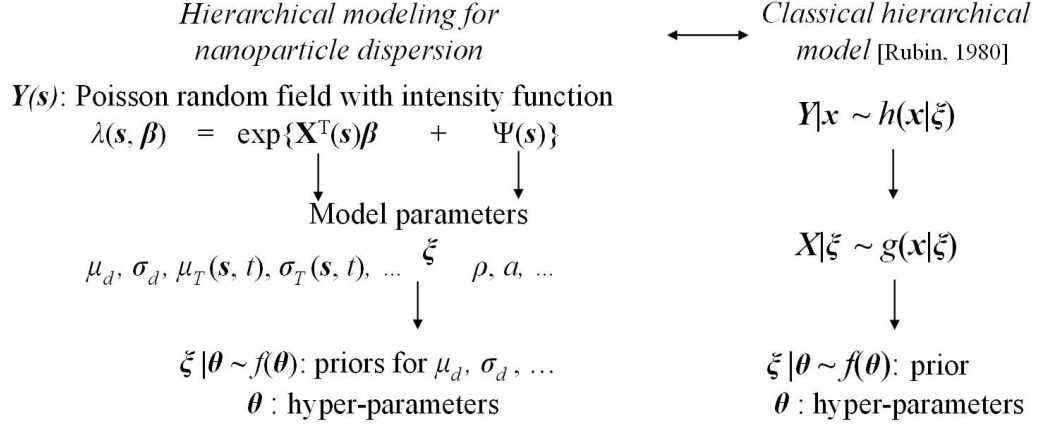 Hierarchical modeling for
nanoparticle dispersion
Y(s): Poisson random field with intensity function
λ(s, β) = exp{X^T(s)β + Ψ(s)}
Model parameters
ξ
μ_d, σ_d, μ_T(s, t), σ_T(s, t), ... ρ, a, ...
ξ|θ ~ f(θ): priors for μ_d, σ_d, …
θ : hyper-parameters
Classical hierarchical
model [Rubin, 1980]
Y|x ~ h(x|ξ)
X|ξ ~ g(x|ξ)
ξ|θ ~ f(θ): prior
θ : hyper-parameters